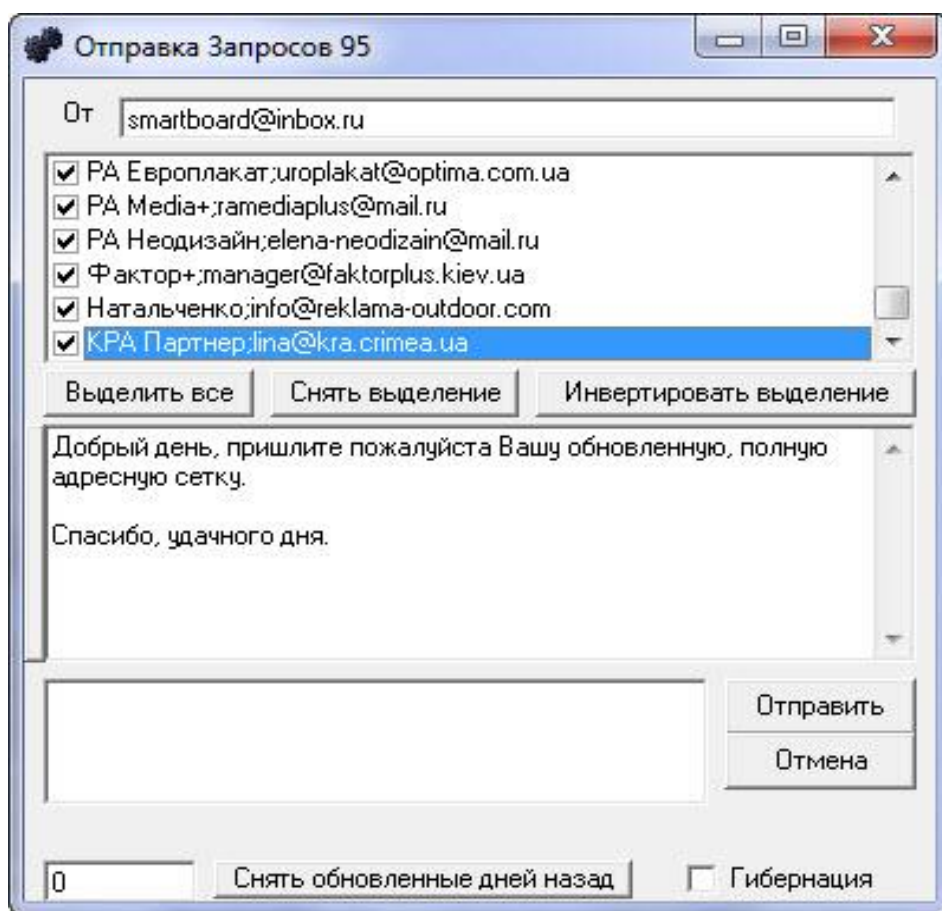 Отправка Запросов 95
От smartboard@inbox.ru
РА Европлакат;uroplakat@optima.com.ua
РА Media+;ramediaplus@mail.ru
РА Неодизайн;elena-neodizain@mail.ru
Фактор+;manager@faktorplus.kiev.ua
Натальченко;info@reklama-outdoor.com
КРА Партнер;lina@kra.crimea.ua
Выделить все Снять выделение Инвертировать выделение
Добрый день, пришлите пожалуйста Вашу обновленную, полную
адресную сетку.
Спасибо, удачного дня.
Отправить
Отмена
0 Снять обновленные дней назад Гибернация